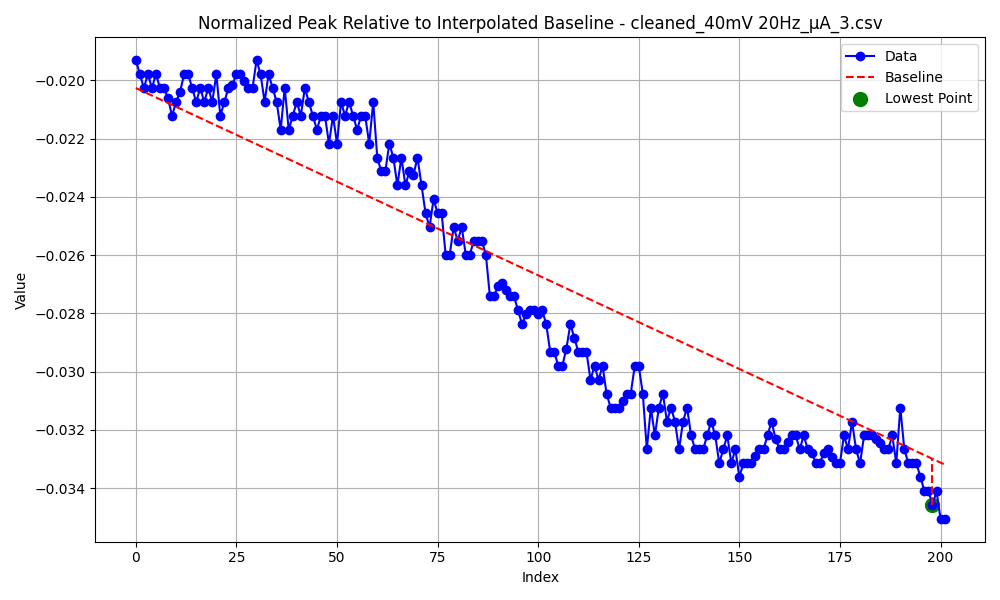 Normalized Peak Relative to Interpolated Baseline - cleaned_40mV 20Hz_μA_3.csv
Data
Baseline
Lowest Point
−0.020
−0.022
−0.024
−0.026
−0.028
−0.030
−0.032
−0.034
Value
0 25 50 75 100 125 150 175 200
Index